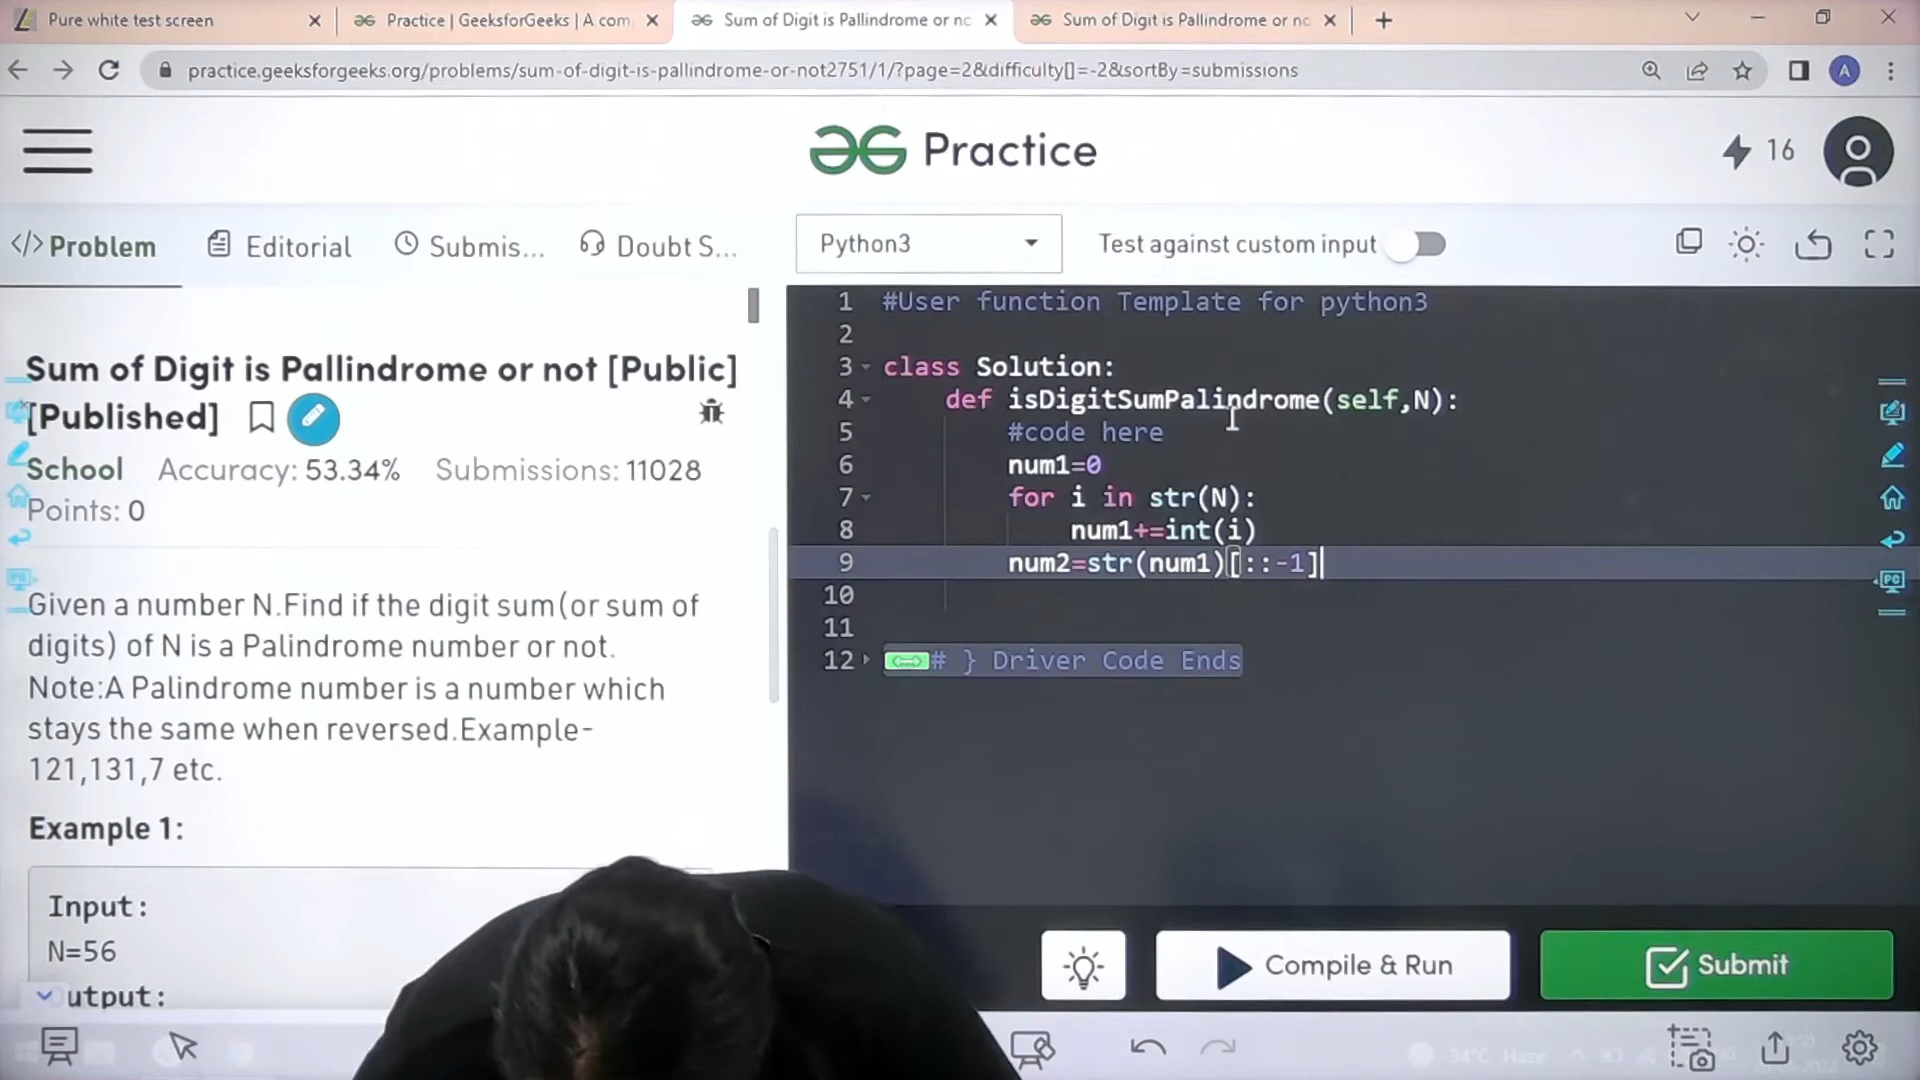 Pure white test screen
Practice | GeeksforGeeks | A com
Sum of Digit is Pallindrome or no
Sum of Digit is Pallindrome or no
practice.geeksforgeeks.org/problems/sum-of-digit-is-pallindrome-or-not2751/1/?page=2&difficulty[]=-2&sortBy=submissions
A
Practice
16
</> Problem
Editorial
Submis...
Doubt S...
Python3
Test against custom input
Sum of Digit is Pallindrome or not [Public]
[Published]
School Accuracy: 53.34% Submissions: 11028
Points: 0
Given a number N.Find if the digit sum(or sum of
digits) of N is a Palindrome number or not.
Note:A Palindrome number is a number which
stays the same when reversed.Example-
121,131,7 etc.
Example 1:
Input:
N=56
utput:
1 #User function Template for python3
2
3 class Solution:
4 def isDigitSumPalindrome(self,N):
5 #code here
6 num1=0
7 for i in str(N):
8 num1+=int(i)
9 num2=str(num1)[::-1]
10
11
12 # } Driver Code Ends
PC
PC
Compile & Run
Submit
34°C Haze